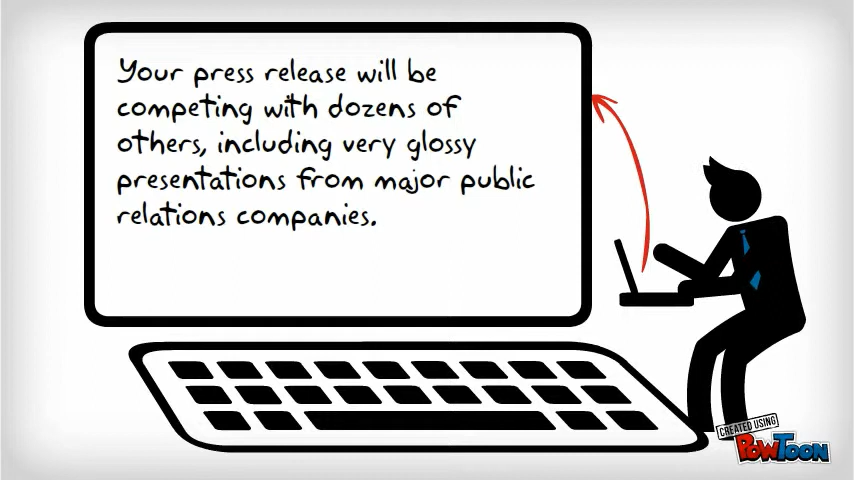 Your press release will be
competing with dozens of
others, including very glossy
presentations from major public
relations companies.
CREATED USING
POWTOON